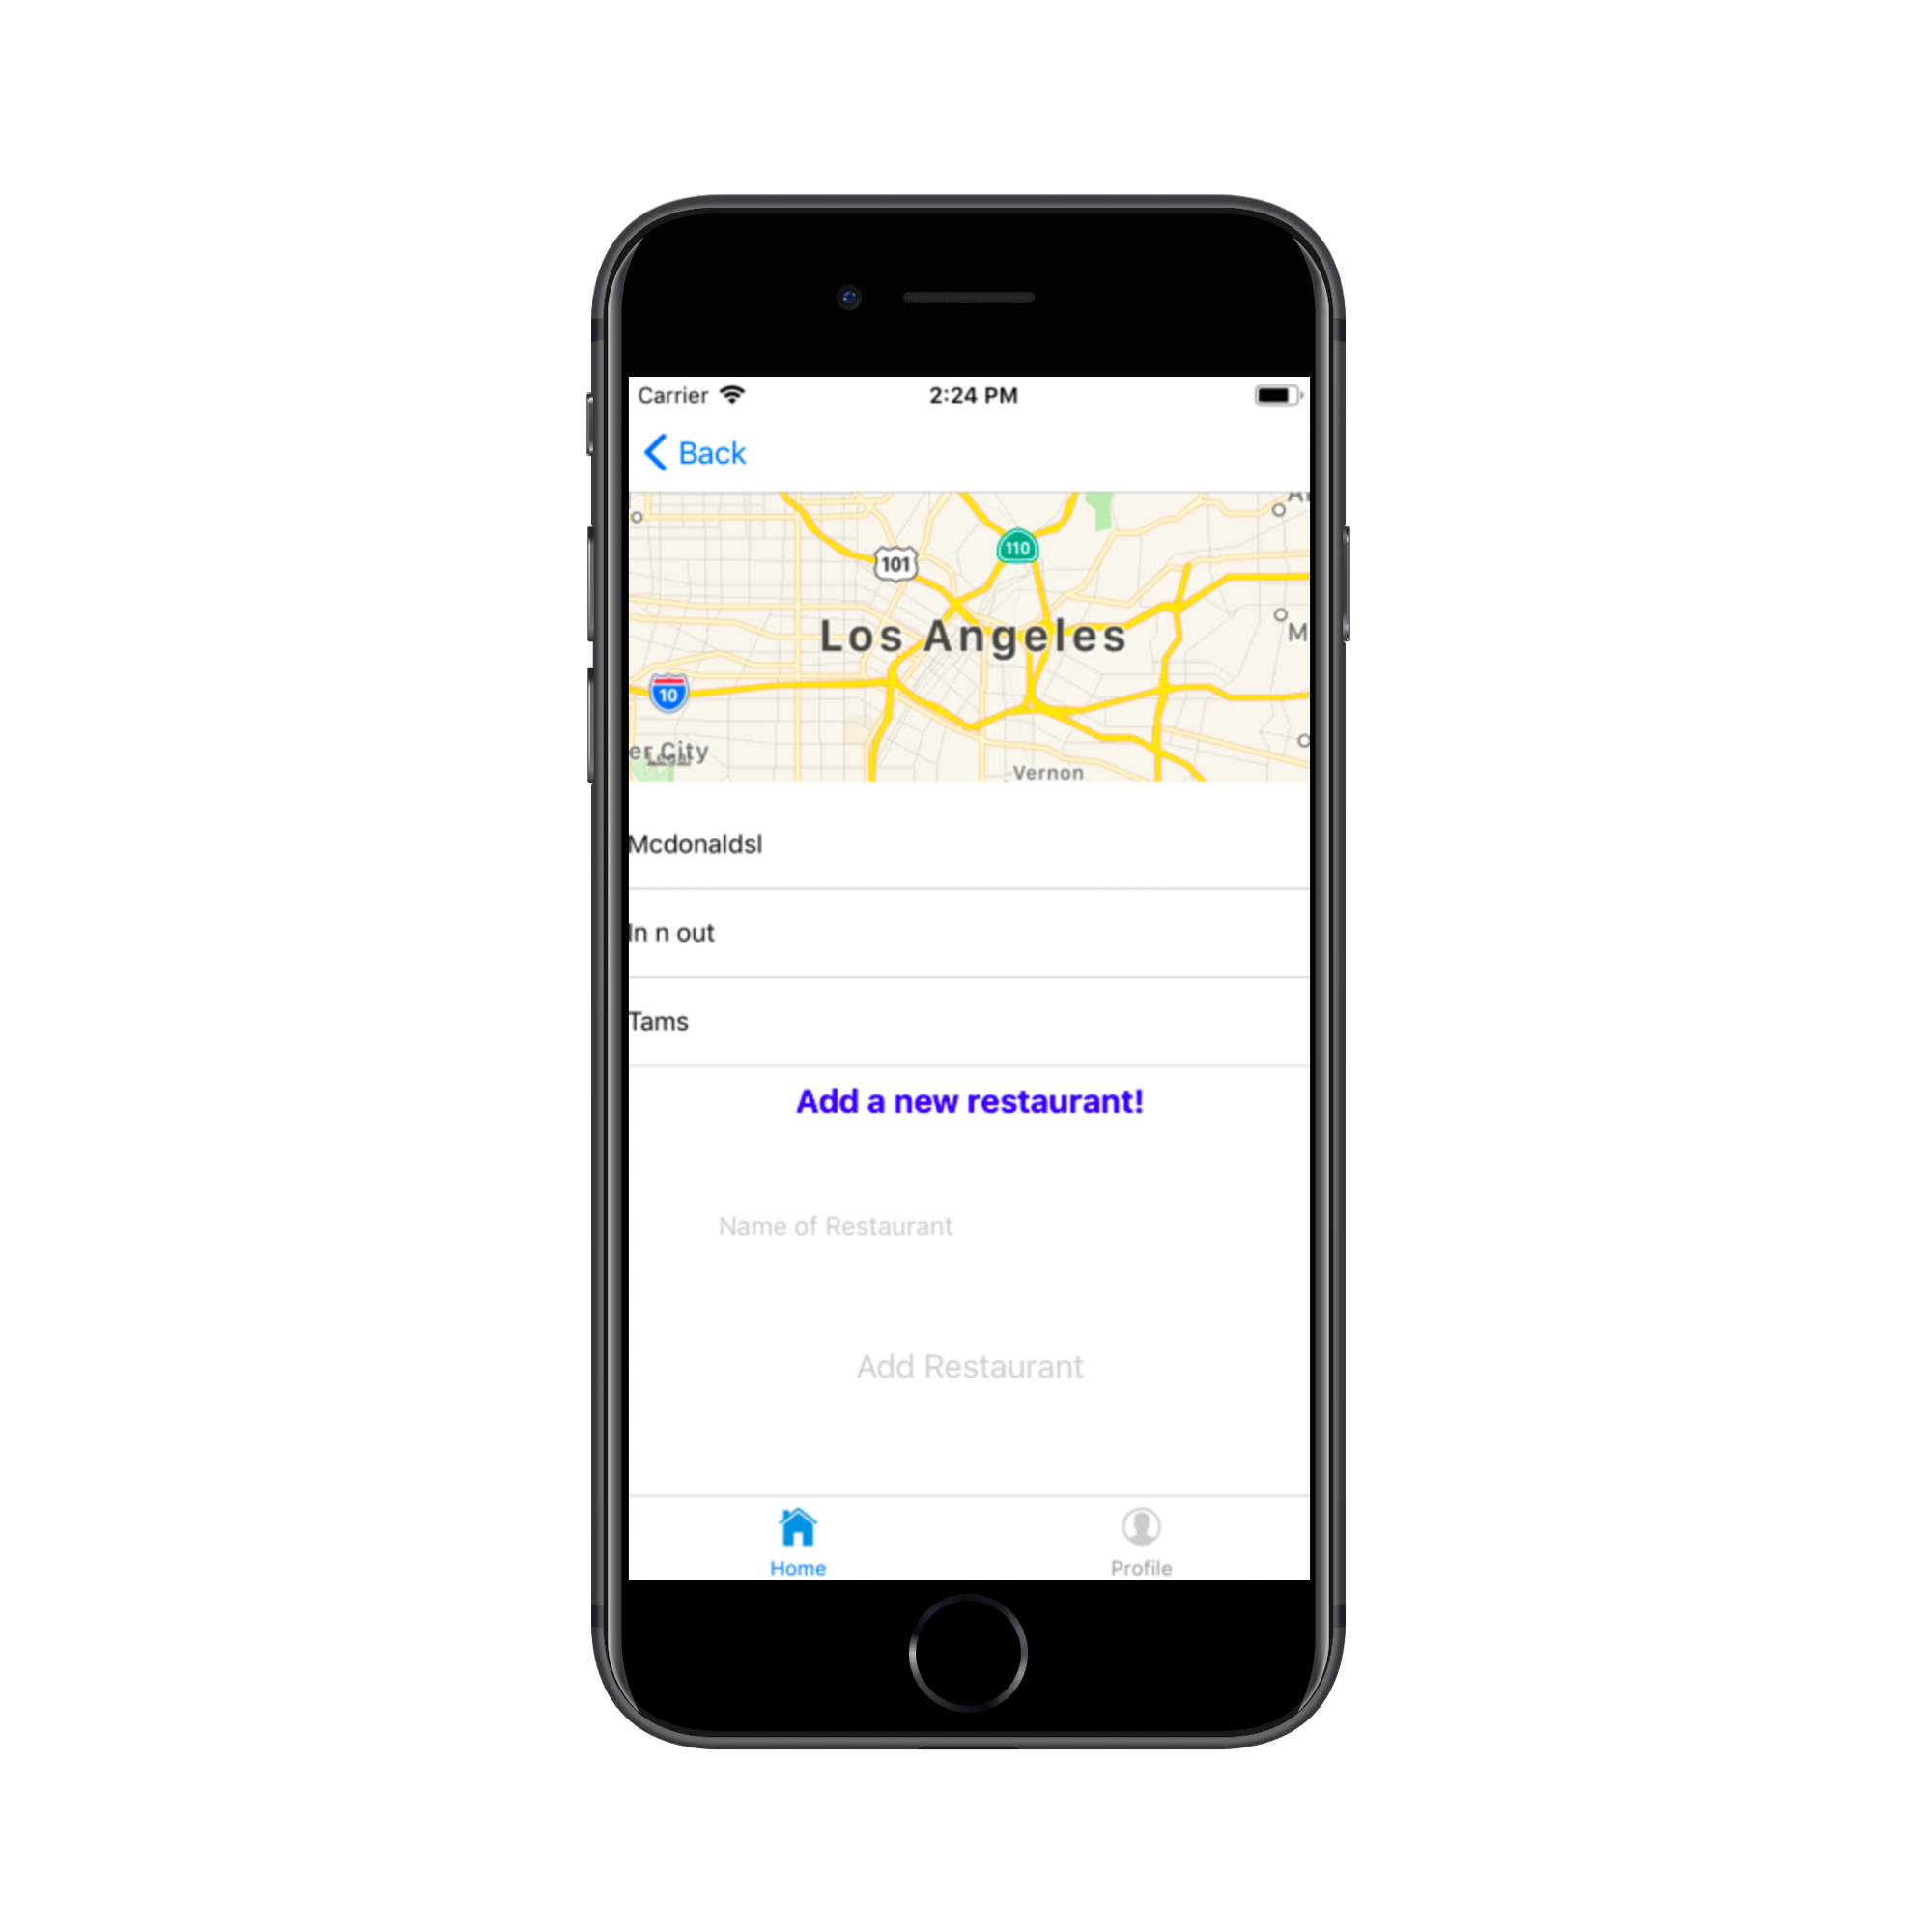 Carrier 2:24 PM
Back
110
101
Los Angeles
M
10
er City
Legal
Vernon
Mcdonaldsl
In n out
Tams
Add a new restaurant!
Name of Restaurant
Add Restaurant
Home Profile